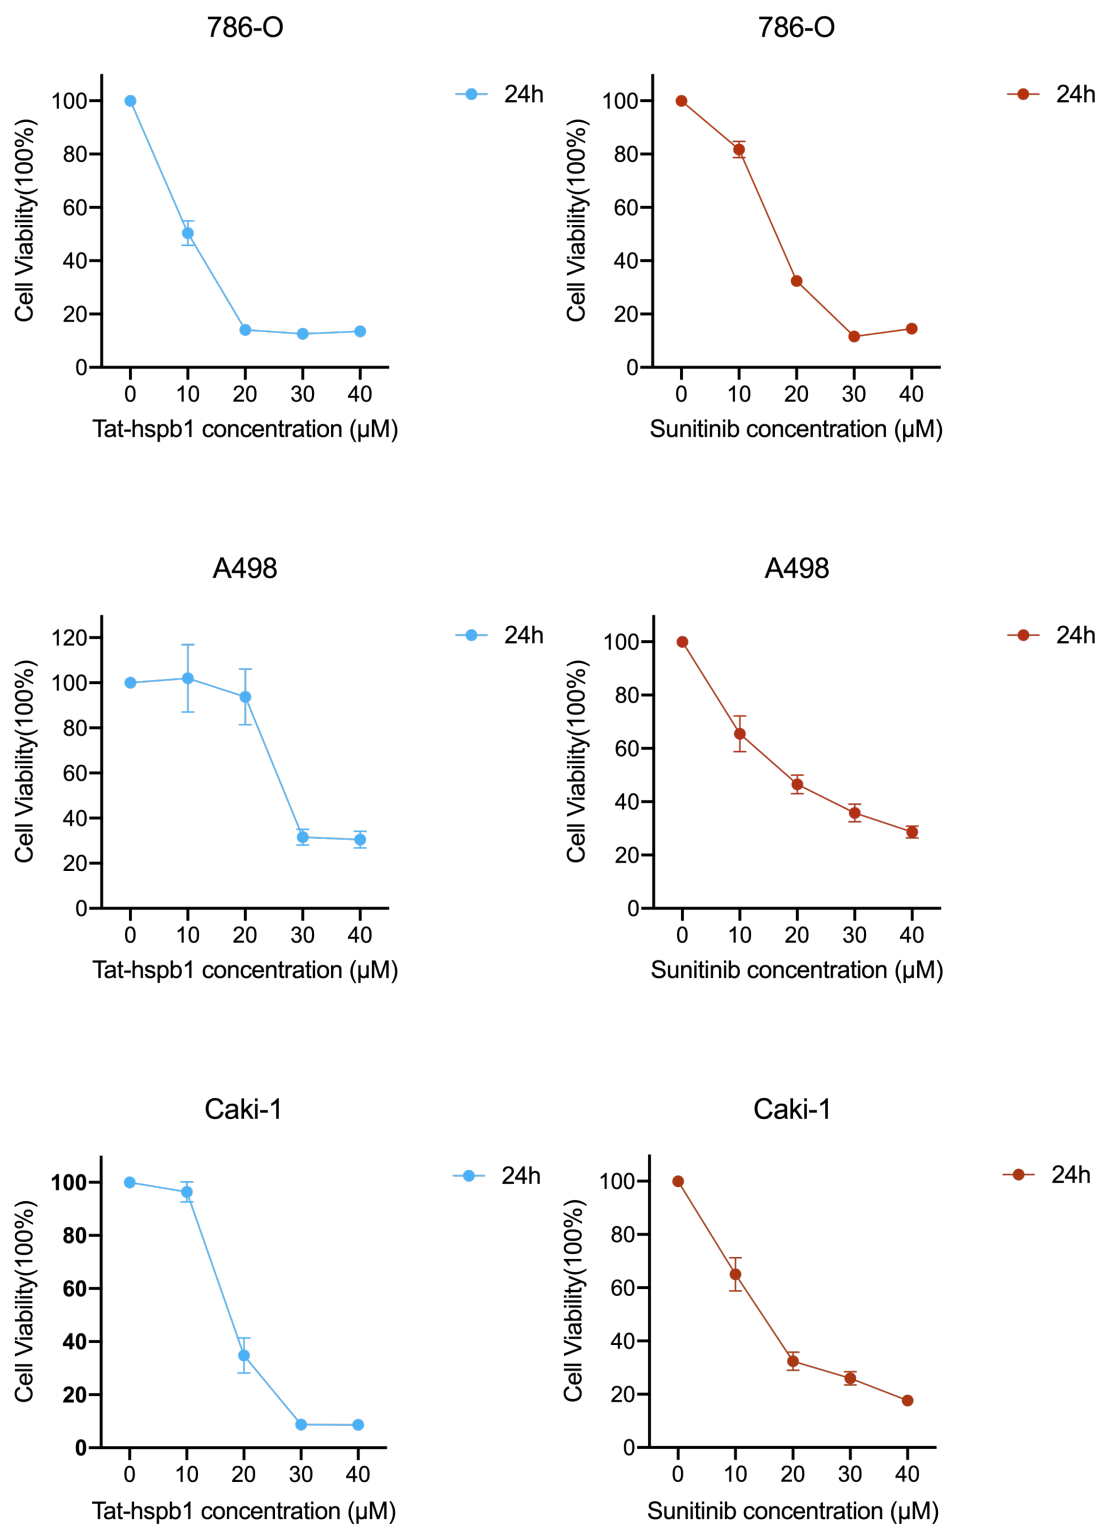 786-O
24h
Cell Viability(100%)
100
80
60
40
20
0
0 10 20 30 40
Tat-hspb1 concentration (µM)
786-O
24h
Cell Viability(100%)
100
80
60
40
20
0
0 10 20 30 40
Sunitinib concentration (µM)
A498
24h
Cell Viability(100%)
120
100
80
60
40
20
0
0 10 20 30 40
Tat-hspb1 concentration (µM)
A498
24h
Cell Viability(100%)
100
80
60
40
20
0
0 10 20 30 40
Sunitinib concentration (µM)
Caki-1
24h
Cell Viability(100%)
100
80
60
40
20
0
0 10 20 30 40
Tat-hspb1 concentration (µM)
Caki-1
24h
Cell Viability(100%)
100
80
60
40
20
0
0 10 20 30 40
Sunitinib concentration (µM)